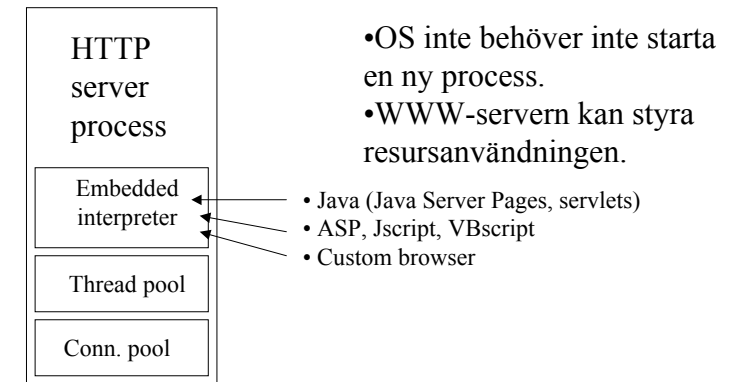 HTTP
server
process
•OS inte behöver inte starta
en ny process.
•WWW-servern kan styra
resursanvändningen.
Embedded
interpreter
• Java (Java Server Pages, servlets)
• ASP, Jscript, VBscript
• Custom browser
Thread pool
Conn. pool